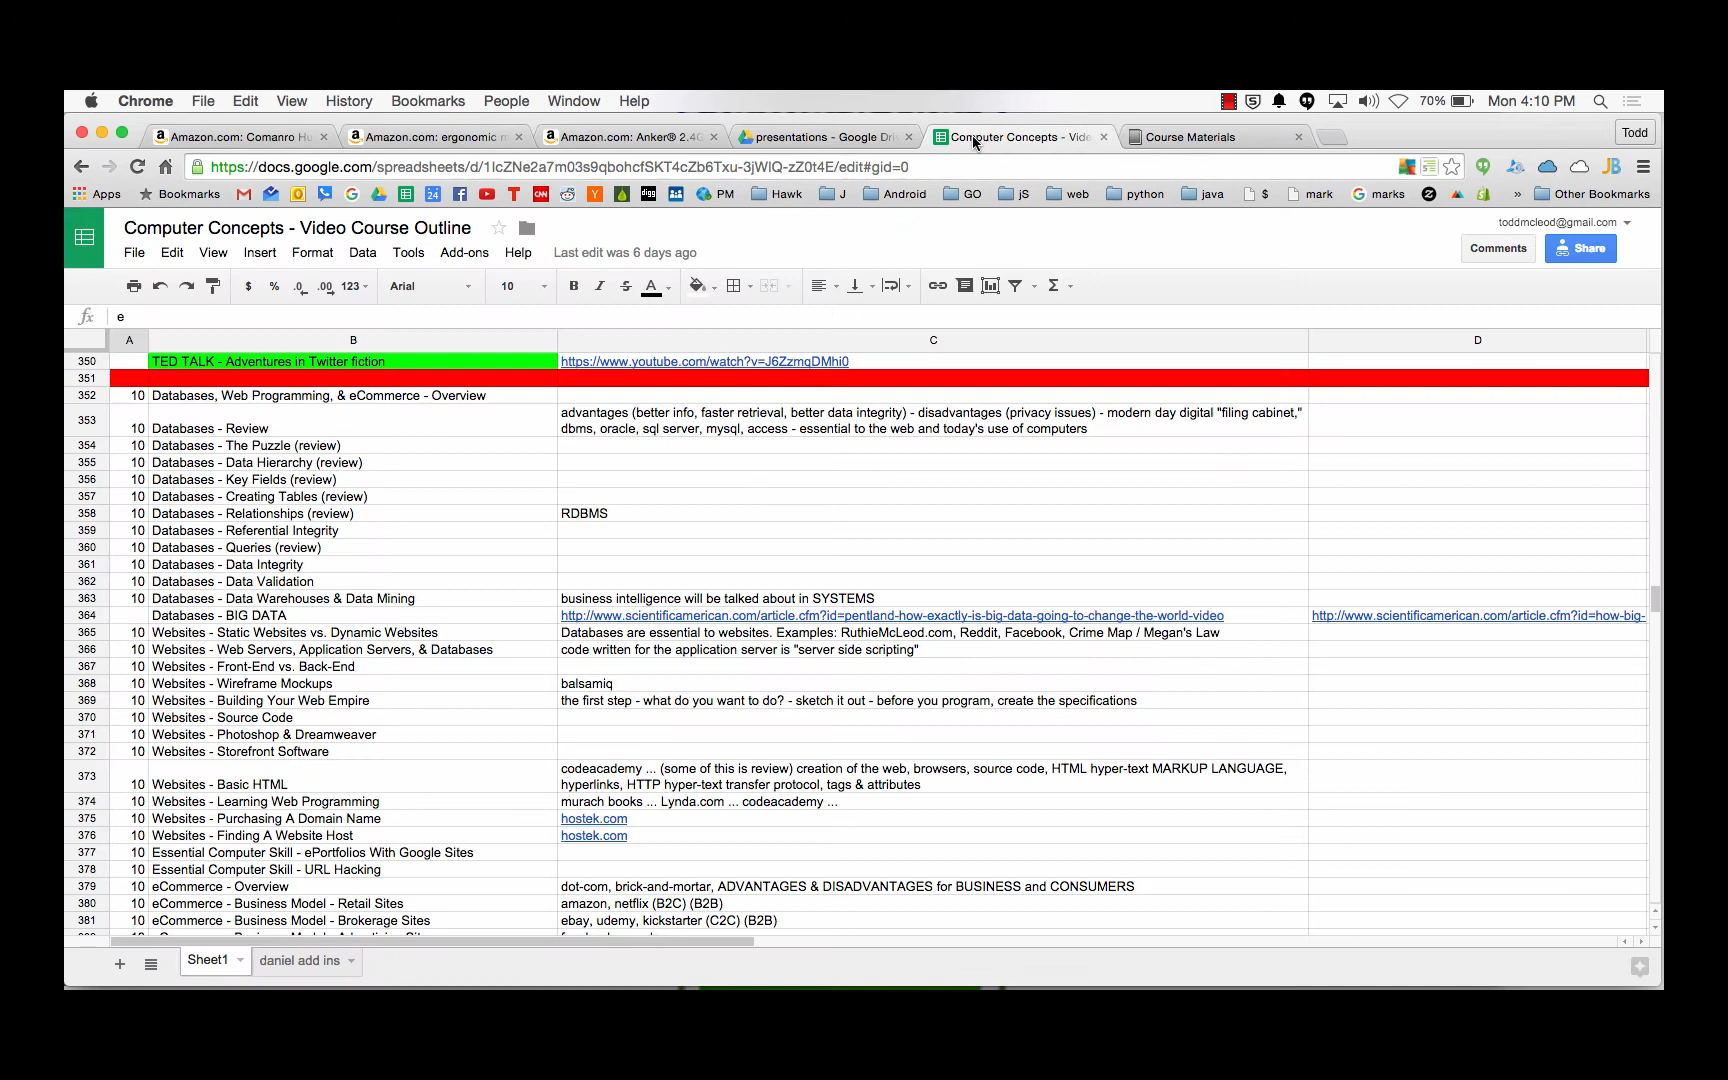 Chrome File Edit View History Bookmarks People Window Help 70% Mon 4:10 PM
Amazon.com: Comanro Hu Amazon.com: ergonomic m Amazon.com: Anker® 2.4G presentations - Google Dri Computer Concepts - Vide Course Materials Todd
https://docs.google.com/spreadsheets/d/1lcZNe2a7m03s9qbohcfSKT4cZb6Txu-3jWlQ-zZ0t4E/edit#gid=0
Apps Bookmarks PM Hawk J Android GO jS web python java $ mark marks » Other Bookmarks
Computer Concepts - Video Course Outline toddmcleod@gmail.com
File Edit View Insert Format Data Tools Add-ons Help Last edit was 6 days ago Comments Share
$ % .0 .00 123 Arial 10 B I S A Σ
fx e
A B C D
350 TED TALK - Adventures in Twitter fiction https://www.youtube.com/watch?v=J6ZzmqDMhi0
351
352 10 Databases, Web Programming, & eCommerce - Overview
advantages (better info, faster retrieval, better data integrity) - disadvantages (privacy issues) - modern day digital "filing cabinet,"
353 10 Databases - Review dbms, oracle, sql server, mysql, access - essential to the web and today's use of computers
354 10 Databases - The Puzzle (review)
355 10 Databases - Data Hierarchy (review)
356 10 Databases - Key Fields (review)
357 10 Databases - Creating Tables (review)
358 10 Databases - Relationships (review) RDBMS
359 10 Databases - Referential Integrity
360 10 Databases - Queries (review)
361 10 Databases - Data Integrity
362 10 Databases - Data Validation
363 10 Databases - Data Warehouses & Data Mining business intelligence will be talked about in SYSTEMS
364 Databases - BIG DATA http://www.scientificamerican.com/article.cfm?id=pentland-how-exactly-is-big-data-going-to-change-the-world-video http://www.scientificamerican.com/article.cfm?id=how-big-
365 10 Websites - Static Websites vs. Dynamic Websites Databases are essential to websites. Examples: RuthieMcLeod.com, Reddit, Facebook, Crime Map / Megan's Law
366 10 Websites - Web Servers, Application Servers, & Databases code written for the application server is "server side scripting"
367 10 Websites - Front-End vs. Back-End
368 10 Websites - Wireframe Mockups balsamiq
369 10 Websites - Building Your Web Empire the first step - what do you want to do? - sketch it out - before you program, create the specifications
370 10 Websites - Source Code
371 10 Websites - Photoshop & Dreamweaver
372 10 Websites - Storefront Software
codeacademy ... (some of this is review) creation of the web, browsers, source code, HTML hyper-text MARKUP LANGUAGE,
373 10 Websites - Basic HTML hyperlinks, HTTP hyper-text transfer protocol, tags & attributes
374 10 Websites - Learning Web Programming murach books ... Lynda.com ... codeacademy ...
375 10 Websites - Purchasing A Domain Name hostek.com
376 10 Websites - Finding A Website Host hostek.com
377 10 Essential Computer Skill - ePortfolios With Google Sites
378 10 Essential Computer Skill - URL Hacking
379 10 eCommerce - Overview dot-com, brick-and-mortar, ADVANTAGES & DISADVANTAGES for BUSINESS and CONSUMERS
380 10 eCommerce - Business Model - Retail Sites amazon, netflix (B2C) (B2B)
381 10 eCommerce - Business Model - Brokerage Sites ebay, udemy, kickstarter (C2C) (B2B)
Sheet1 daniel add ins